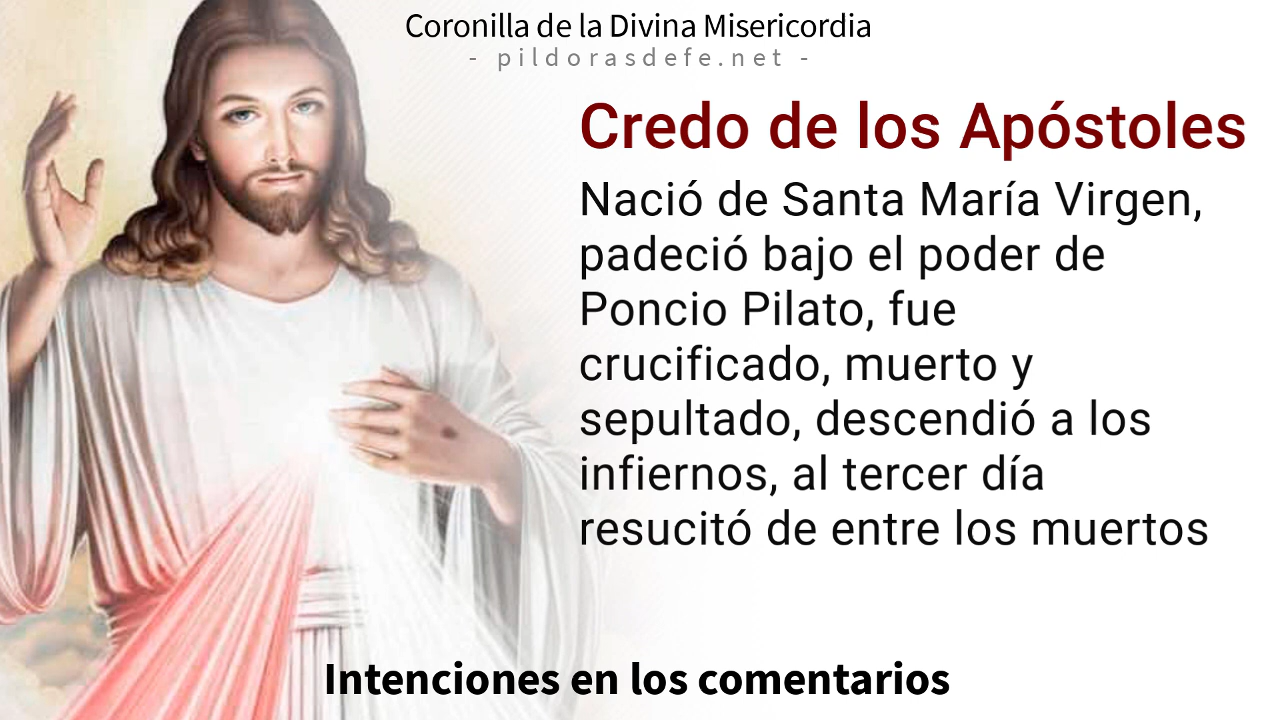 Coronilla de la Divina Misericordia
- pildorasdefe.net -
Credo de los Apóstoles
Nació de Santa María Virgen,
padeció bajo el poder de
Poncio Pilato, fue
crucificado, muerto y
sepultado, descendió a los
infiernos, al tercer día
resucitó de entre los muertos
Intenciones en los comentarios